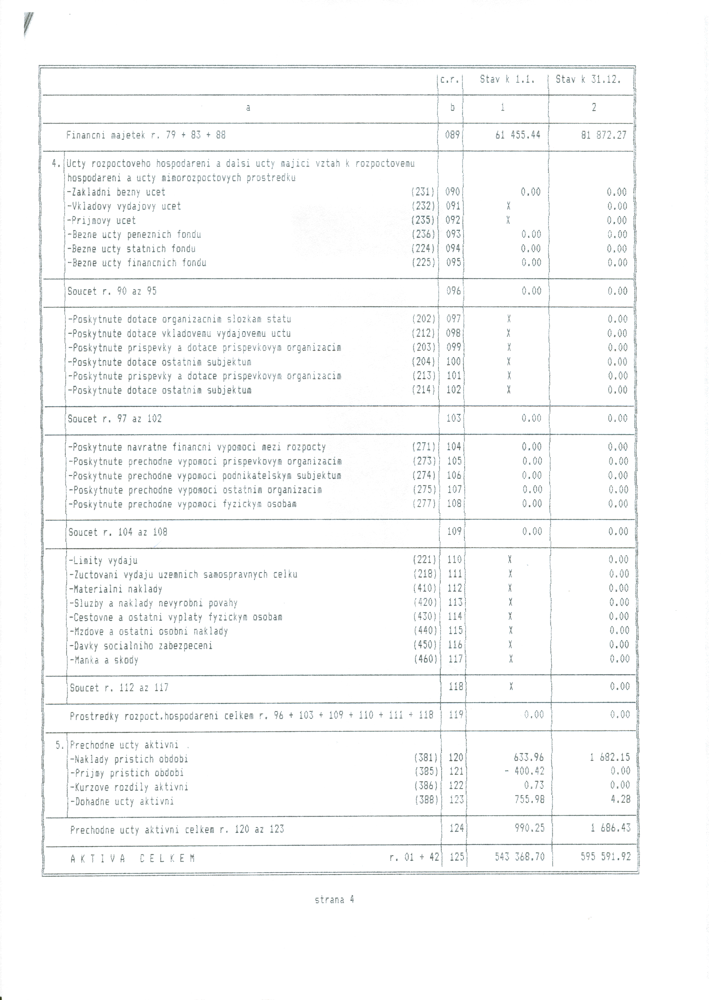 c.r. Stav k 1.1. Stav k 31.12.
a b 1 2
Financni majetek r. 79 + 83 + 88 089 61 455.44 81 872.27
4. Ucty rozpoctoveho hospodareni a dalsi ucty majici vztah k rozpoctovemu
hospodareni a ucty mimorozpoctovych prostredku
-Zakladni bezny ucet (231) 090 0.00 0.00
-Vkladovy vydajovy ucet (232) 091 X 0.00
-Prijmovy ucet (235) 092 X 0.00
-Bezne ucty peneznich fondu (236) 093 0.00 0.00
-Bezne ucty statnich fondu (224) 094 0.00 0.00
-Bezne ucty financnich fondu (225) 095 0.00 0.00
Soucet r. 90 az 95 096 0.00 0.00
-Poskytnute dotace organizacnim slozkam statu (202) 097 X 0.00
-Poskytnute dotace vkladovemu vydajovemu uctu (212) 098 X 0.00
-Poskytnute prispevky a dotace prispevkovym organizacim (203) 099 X 0.00
-Poskytnute dotace ostatnim subjektum (204) 100 X 0.00
-Poskytnute prispevky a dotace prispevkovym organizacim (213) 101 X 0.00
-Poskytnute dotace ostatnim subjektum (214) 102 X 0.00
Soucet r. 97 az 102 103 0.00 0.00
-Poskytnute navratne financni vypomoci mezi rozpocty (271) 104 0.00 0.00
-Poskytnute prechodne vypomoci prispevkovym organizacim (273) 105 0.00 0.00
-Poskytnute prechodne vypomoci podnikatelskym subjektum (274) 106 0.00 0.00
-Poskytnute prechodne vypomoci ostatnim organizacim (275) 107 0.00 0.00
-Poskytnute prechodne vypomoci fyzickym osobam (277) 108 0.00 0.00
Soucet r. 104 az 108 109 0.00 0.00
-Limity vydaju (221) 110 X 0.00
-Zuctovani vydaju uzemnich samospravnych celku (218) 111 X 0.00
-Materialni naklady (410) 112 X 0.00
-Sluzby a naklady nevyrobni povahy (420) 113 X 0.00
-Cestovne a ostatni vyplaty fyzickym osobam (430) 114 X 0.00
-Mzdove a ostatni osobni naklady (440) 115 X 0.00
-Davky socialniho zabezpeceni (450) 116 X 0.00
-Manka a skody (460) 117 X 0.00
Soucet r. 112 az 117 118 X 0.00
Prostredky rozpoct.hospodareni celkem r. 96 + 103 + 109 + 110 + 111 + 118 119 0.00 0.00
5. Prechodne ucty aktivni
-Naklady pristich obdobi (381) 120 633.96 1 682.15
-Prijmy pristich obdobi (385) 121 - 400.42 0.00
-Kurzove rozdily aktivni (386) 122 0.73 0.00
-Dohadne ucty aktivni (388) 123 755.98 4.28
Prechodne ucty aktivni celkem r. 120 az 123 124 990.25 1 686.43
A K T I V A C E L K E M r. 01 + 42 125 543 368.70 595 591.92
strana 4